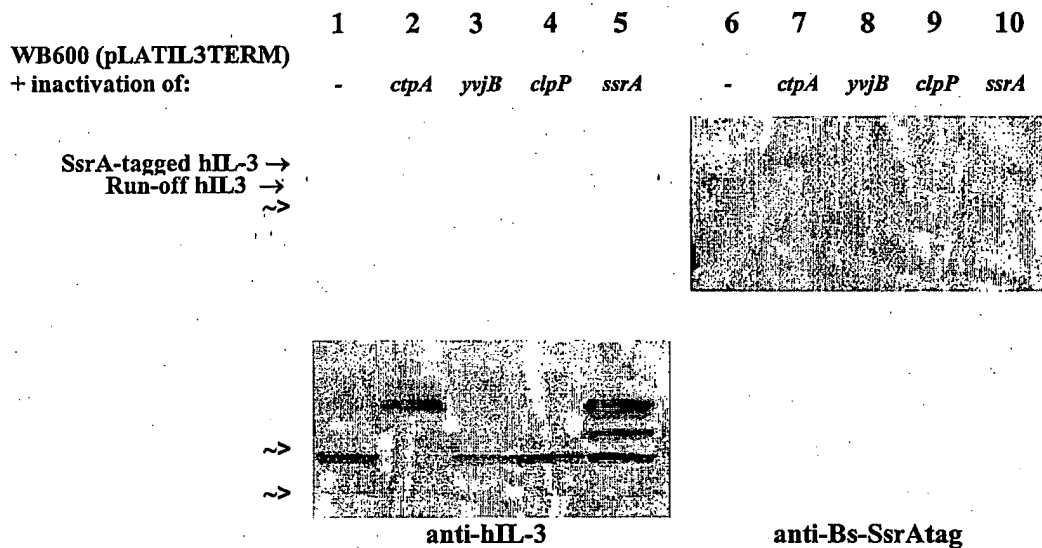 1 2 3 4 5 6 7 8 9 10
WB600 (pLATIL3TERM)
+ inactivation of: - ctpA yvjB clpP ssrA - ctpA yvjB clpP ssrA
SsrA-tagged hIL-3 →
Run-off hIL3 →
~>
~>
~>
anti-hIL-3 anti-Bs-SsrAtag